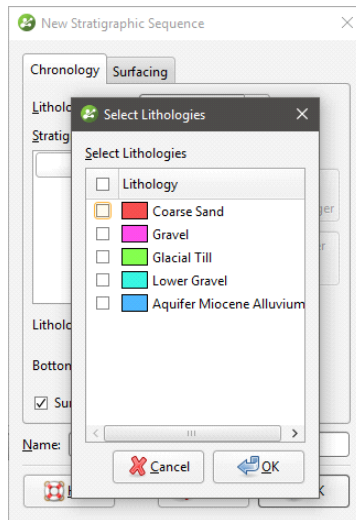 New Stratigraphic Sequence
Chronology Surfacing
Select Lithologies
Select Lithologies
Lithology
Coarse Sand
Gravel
Glacial Till
Lower Gravel
Aquifer Miocene Alluvium
Cancel
OK
Name: